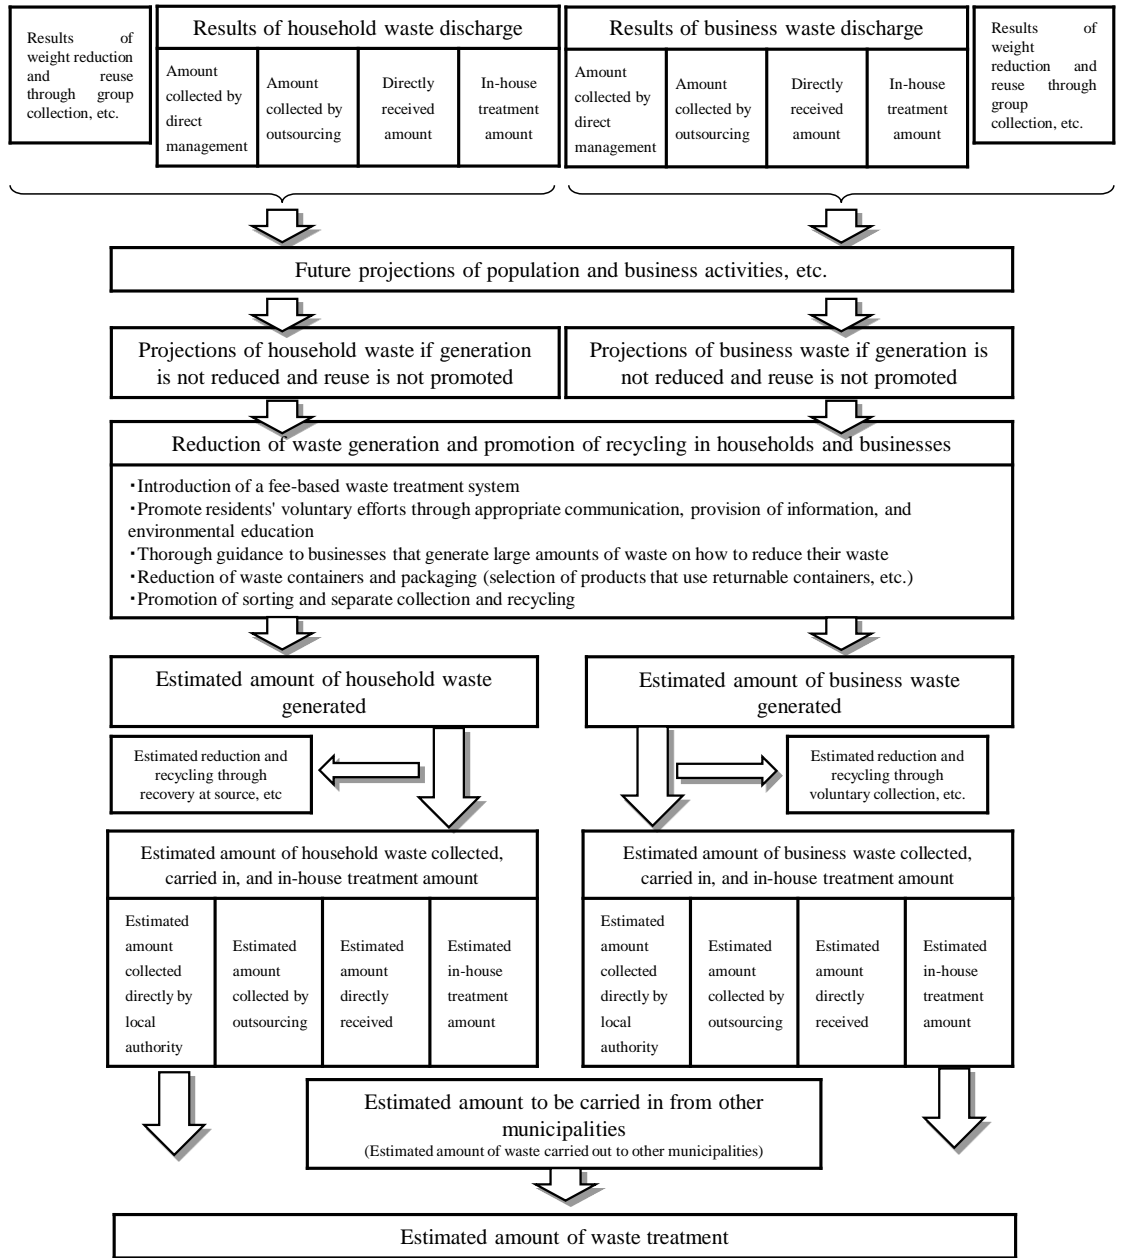 Results of
weight reduction
and reuse
through group
collection, etc.
Results of household waste discharge
Amount
collected by
direct
management
Amount
collected by
outsourcing
Directly
received
amount
In-house
treatment
amount
Results of business waste discharge
Amount
collected by
direct
management
Amount
collected by
outsourcing
Directly
received
amount
In-house
treatment
amount
Results of
weight
reduction and
reuse through
group
collection, etc.
Future projections of population and business activities, etc.
Projections of household waste if generation
is not reduced and reuse is not promoted
Projections of business waste if generation is
not reduced and reuse is not promoted
Reduction of waste generation and promotion of recycling in households and businesses
・Introduction of a fee-based waste treatment system
・Promote residents' voluntary efforts through appropriate communication, provision of information, and
environmental education
・Thorough guidance to businesses that generate large amounts of waste on how to reduce their waste
・Reduction of waste containers and packaging (selection of products that use returnable containers, etc.)
・Promotion of sorting and separate collection and recycling
Estimated amount of household waste
generated
Estimated amount of business waste
generated
Estimated reduction and
recycling through
recovery at source, etc
Estimated reduction and
recycling through
voluntary collection, etc.
Estimated amount of household waste collected,
carried in, and in-house treatment amount
Estimated
amount
collected
directly by
local
authority
Estimated
amount
collected by
outsourcing
Estimated
amount
directly
received
Estimated
in-house
treatment
amount
Estimated amount of business waste collected,
carried in, and in-house treatment amount
Estimated
amount
collected
directly by
local
authority
Estimated
amount
collected by
outsourcing
Estimated
amount
directly
received
Estimated
in-house
treatment
amount
Estimated amount to be carried in from other
municipalities
(Estimated amount of waste carried out to other municipalities)
Estimated amount of waste treatment